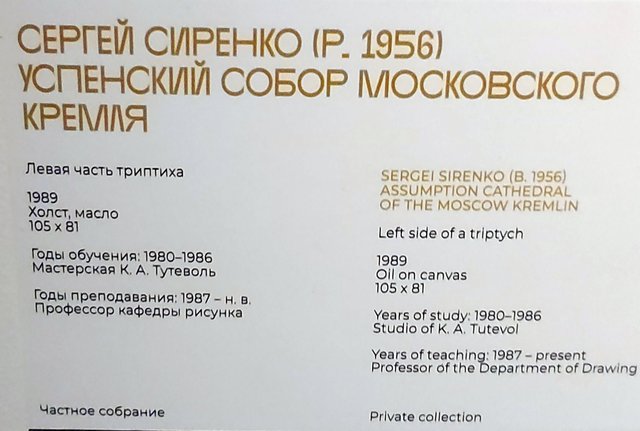 СЕРГЕЙ СИРЕНКО (Р. 1956)
УСПЕНСКИЙ СОБОР МОСКОВСКОГО
КРЕМЛЯ
Левая часть триптиха
1989
Холст, масло
105 x 81
Годы обучения: 1980–1986
Мастерская К. А. Тутеволь
Годы преподавания: 1987 – н. в.
Профессор кафедры рисунка
Частное собрание
SERGEI SIRENKO (B. 1956)
ASSUMPTION CATHEDRAL
OF THE MOSCOW KREMLIN
Left side of a triptych
1989
Oil on canvas
105 x 81
Years of study: 1980–1986
Studio of K. A. Tutevol
Years of teaching: 1987 – present
Professor of the Department of Drawing
Private collection